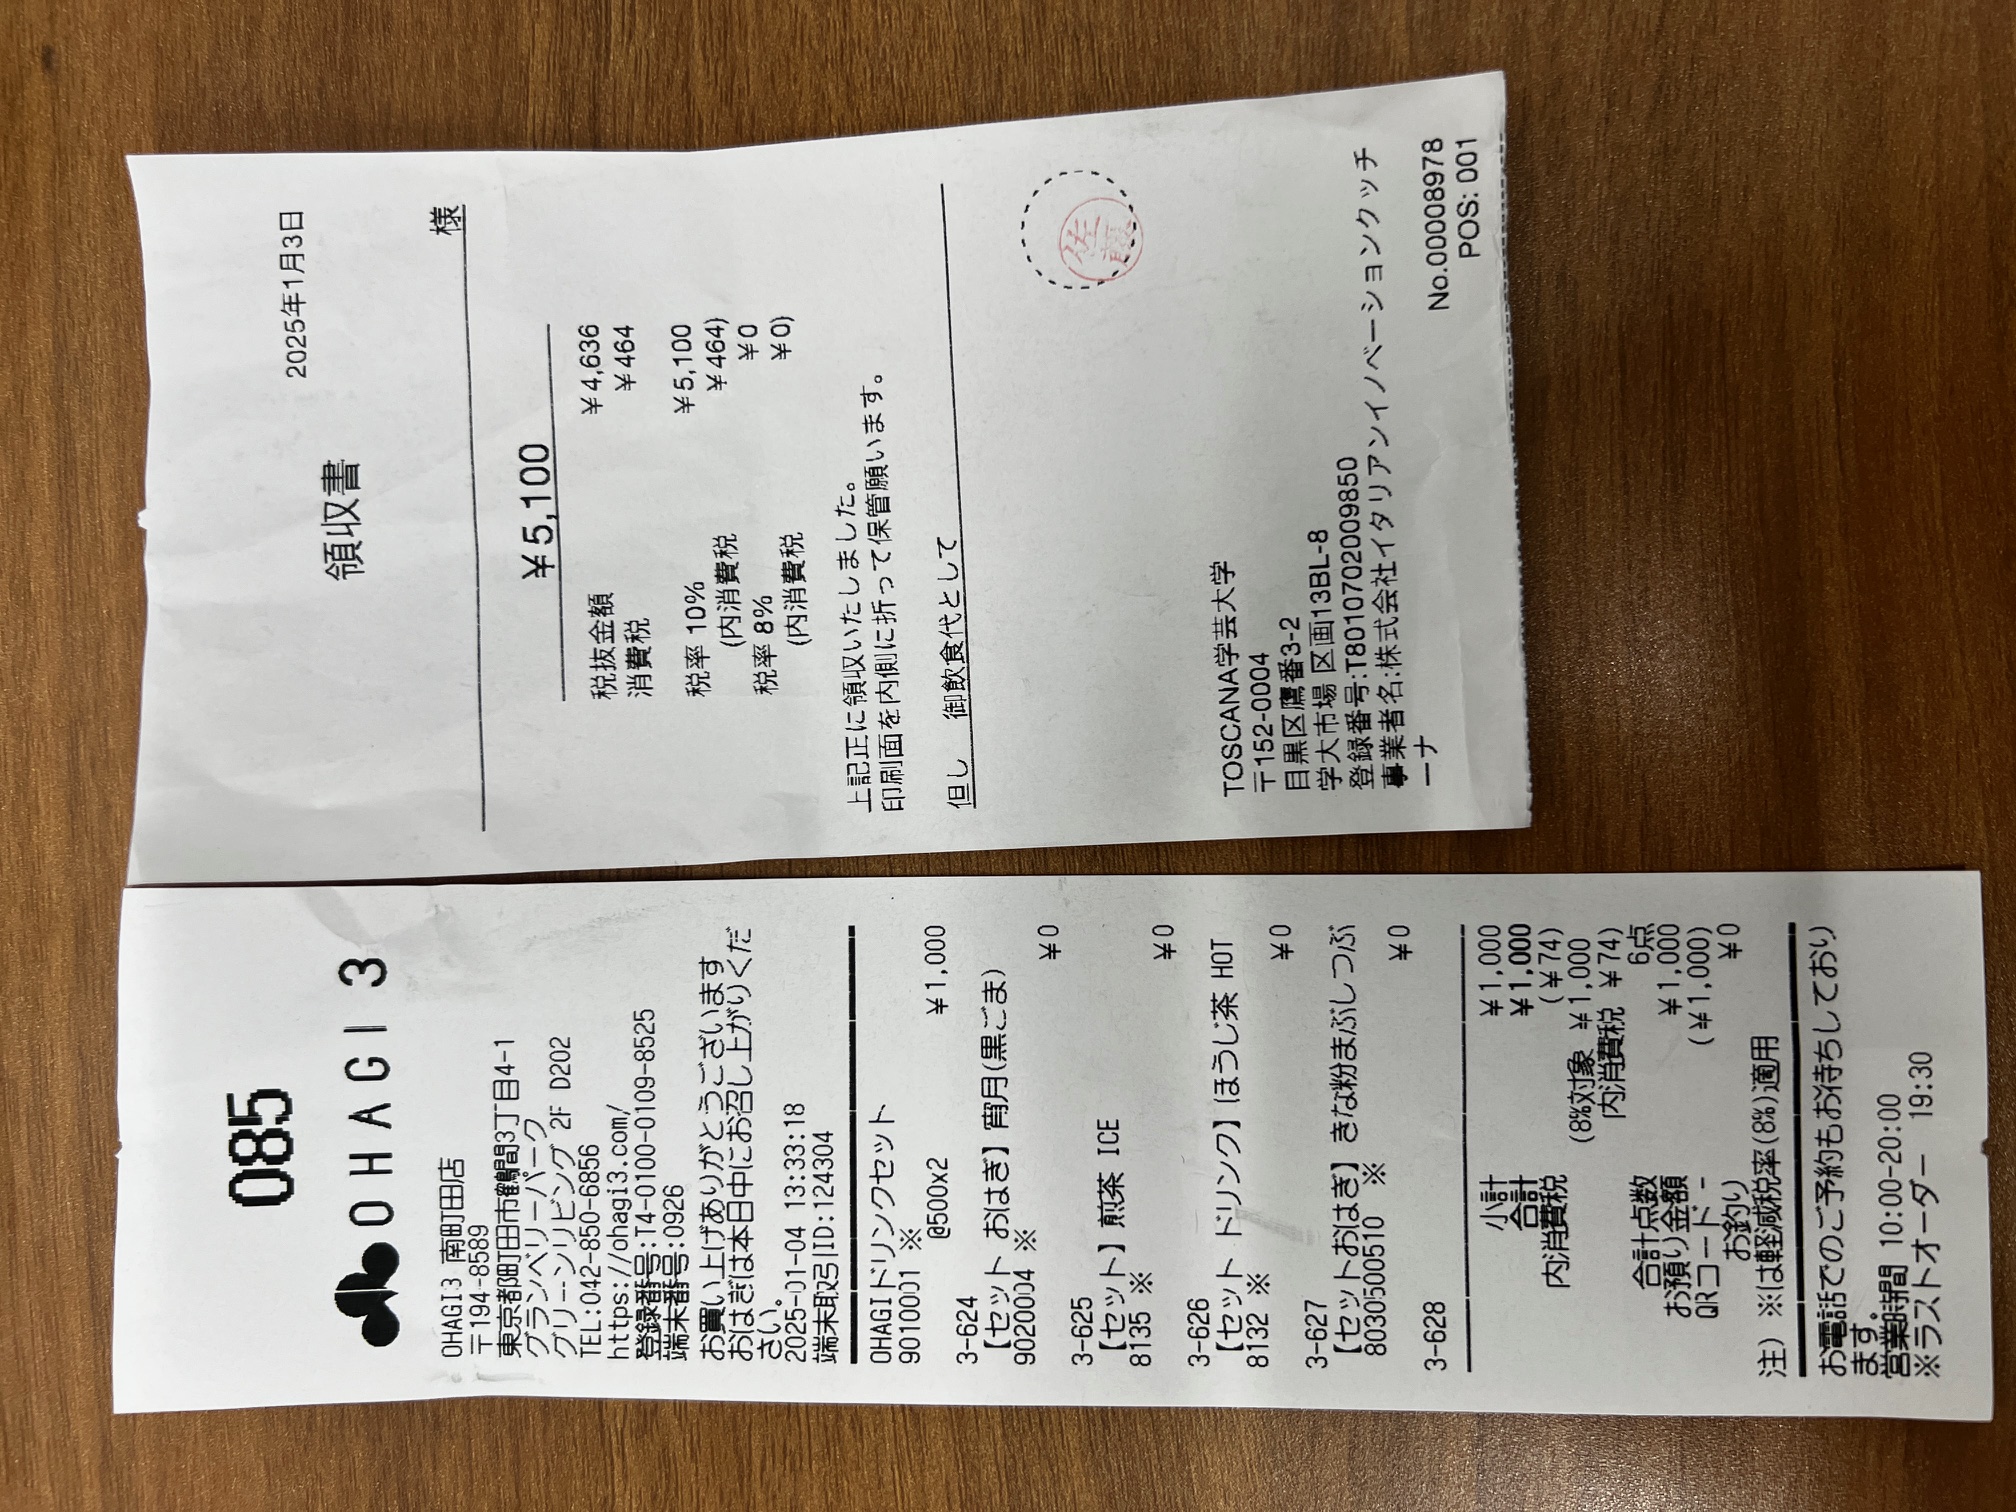 085
OHAGI 3
OHAGI3 南町田店
〒194-8589
東京都町田市鶴間3丁目4-1
グランベリーパーク
グリーンリビング 2F D202
TEL:042-850-6856
https://ohagi3.com/
登録番号:T4-0100-0109-8525
端末番号:0926
お買い上げありがとうございます
おはぎは本日中にお召し上がりくだ
さい。
2025-01-04 13:33:18
端末取引ID:124304
OHAGIドリンクセット
9010001 ※
@500x2 ¥1,000
3-624
【セット おはぎ】宵月(黒ごま)
9020004 ※
¥0
3-625
【セット】煎茶 ICE
8135 ※
¥0
3-626
【セット ドリンク】ほうじ茶 HOT
8132 ※
¥0
3-627
【セットおはぎ】きな粉まぶしつぶ
8030500510 ※
¥0
3-628
小計 ¥1,000
合計 ¥1,000
内消費税 (¥74)
(8%対象 ¥1,000
内消費税 ¥74)
合計点数 6点
お預り金額 ¥1,000
QRコード - (¥1,000)
お釣り ¥0
注) ※は軽減税率(8%)適用
お電話でのご予約もお待ちしており
ます。
営業時間 10:00-20:00
※ラストオーダー 19:30
2025年1月3日
領収書
様
¥5,100
税抜金額 ¥4,636
消費税 ¥464
税率 10% ¥5,100
(内消費税 ¥464)
税率 8% ¥0
(内消費税 ¥0)
上記正に領収いたしました。
印刷面を内側に折って保管願います。
但し 御飲食代として
佐藤
TOSCANA学芸大学
〒152-0004
目黒区鷹番3-2
学大市場 区画13BL-8
登録番号:T8010702009850
事業者名:株式会社イタリアンイノベーションクッチ
ーナ
No.00008978
POS: 001